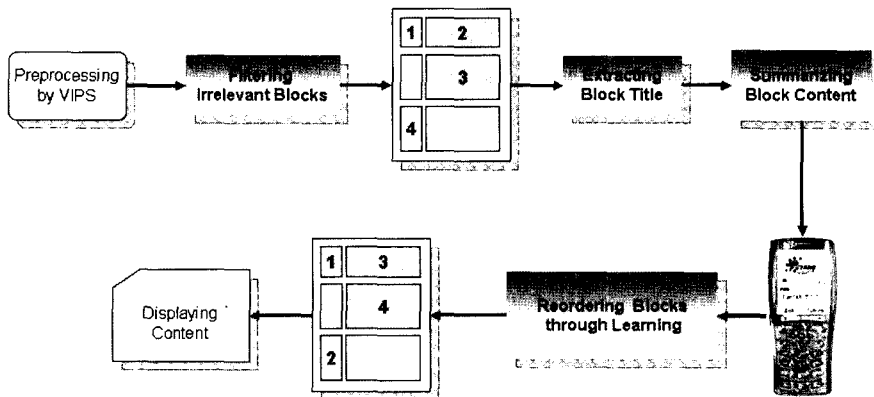 Preprocessing
by VIPS
Filtering
Irrelevant Blocks
1 2
3
4
Extracting
Block Title
Summarizing
Block Content
1 3
4
2
Displaying
Content
Reordering Blocks
through Learning